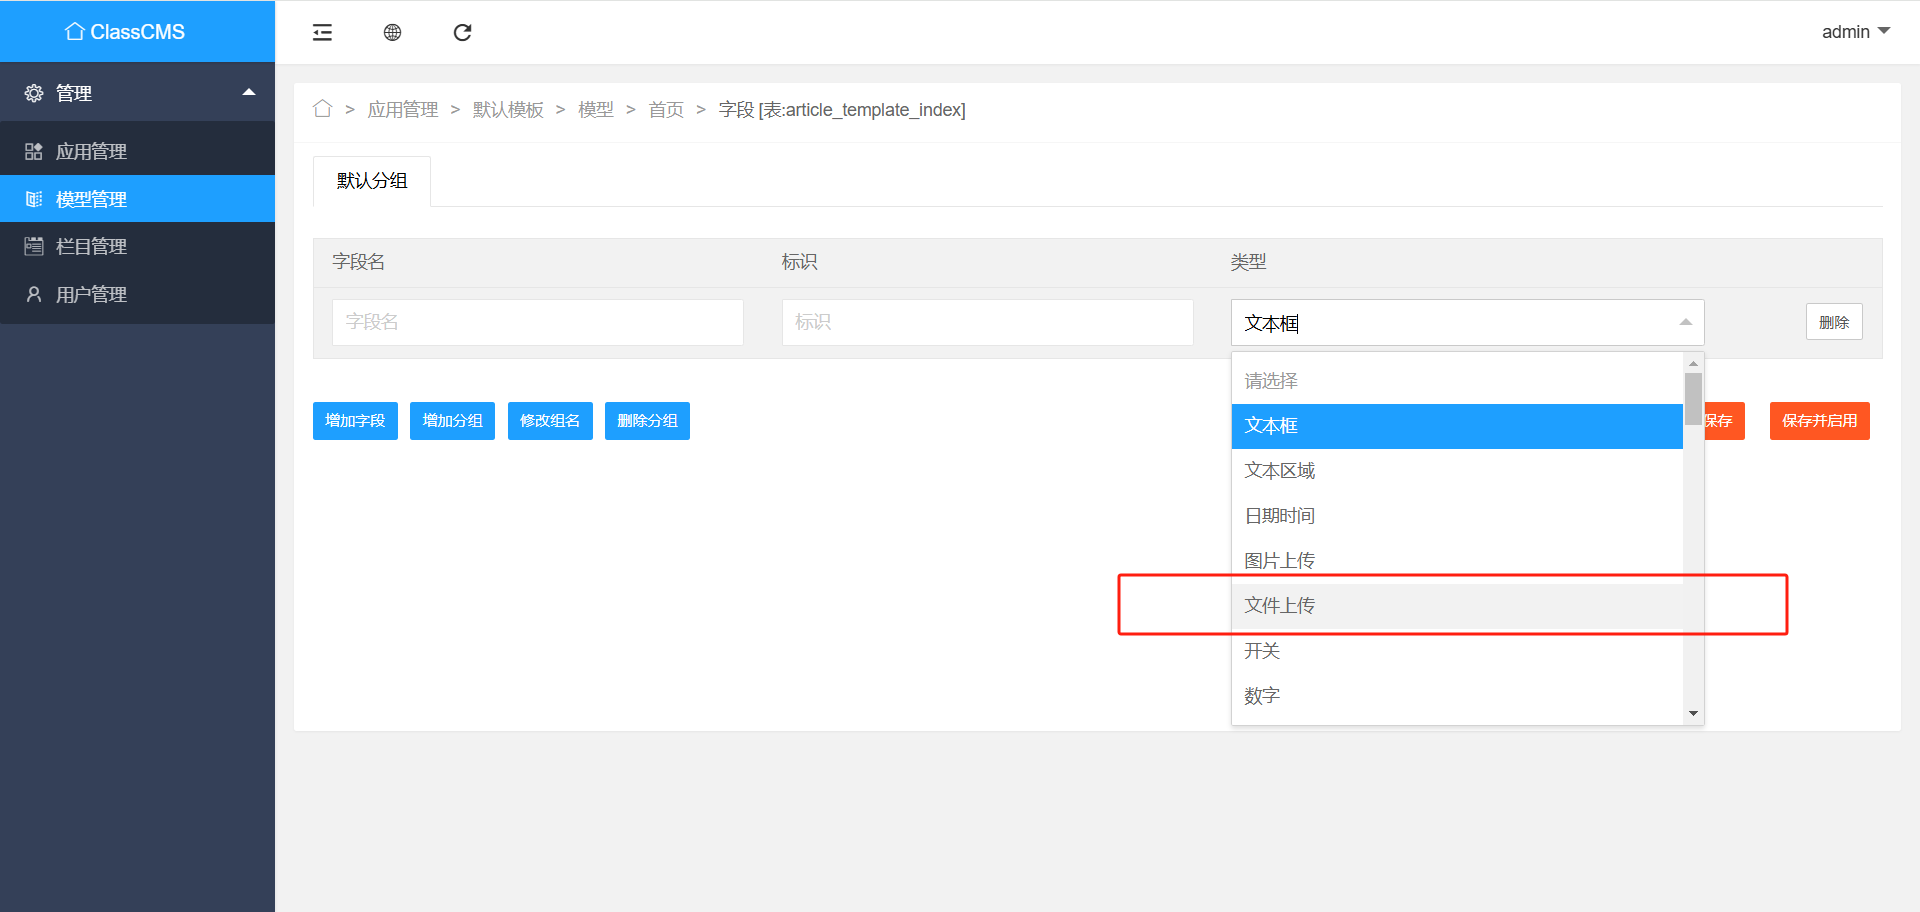 ClassCMS
admin
管理
应用管理
模型管理
栏目管理
用户管理
> 应用管理 > 默认模板 > 模型 > 首页 > 字段 [表:article_template_index]
默认分组
字段名 标识 类型
字段名 标识 文本框 删除
请选择
文本框
文本区域
日期时间
图片上传
文件上传
开关
数字
增加字段 增加分组 修改组名 删除分组 保存 保存并启用